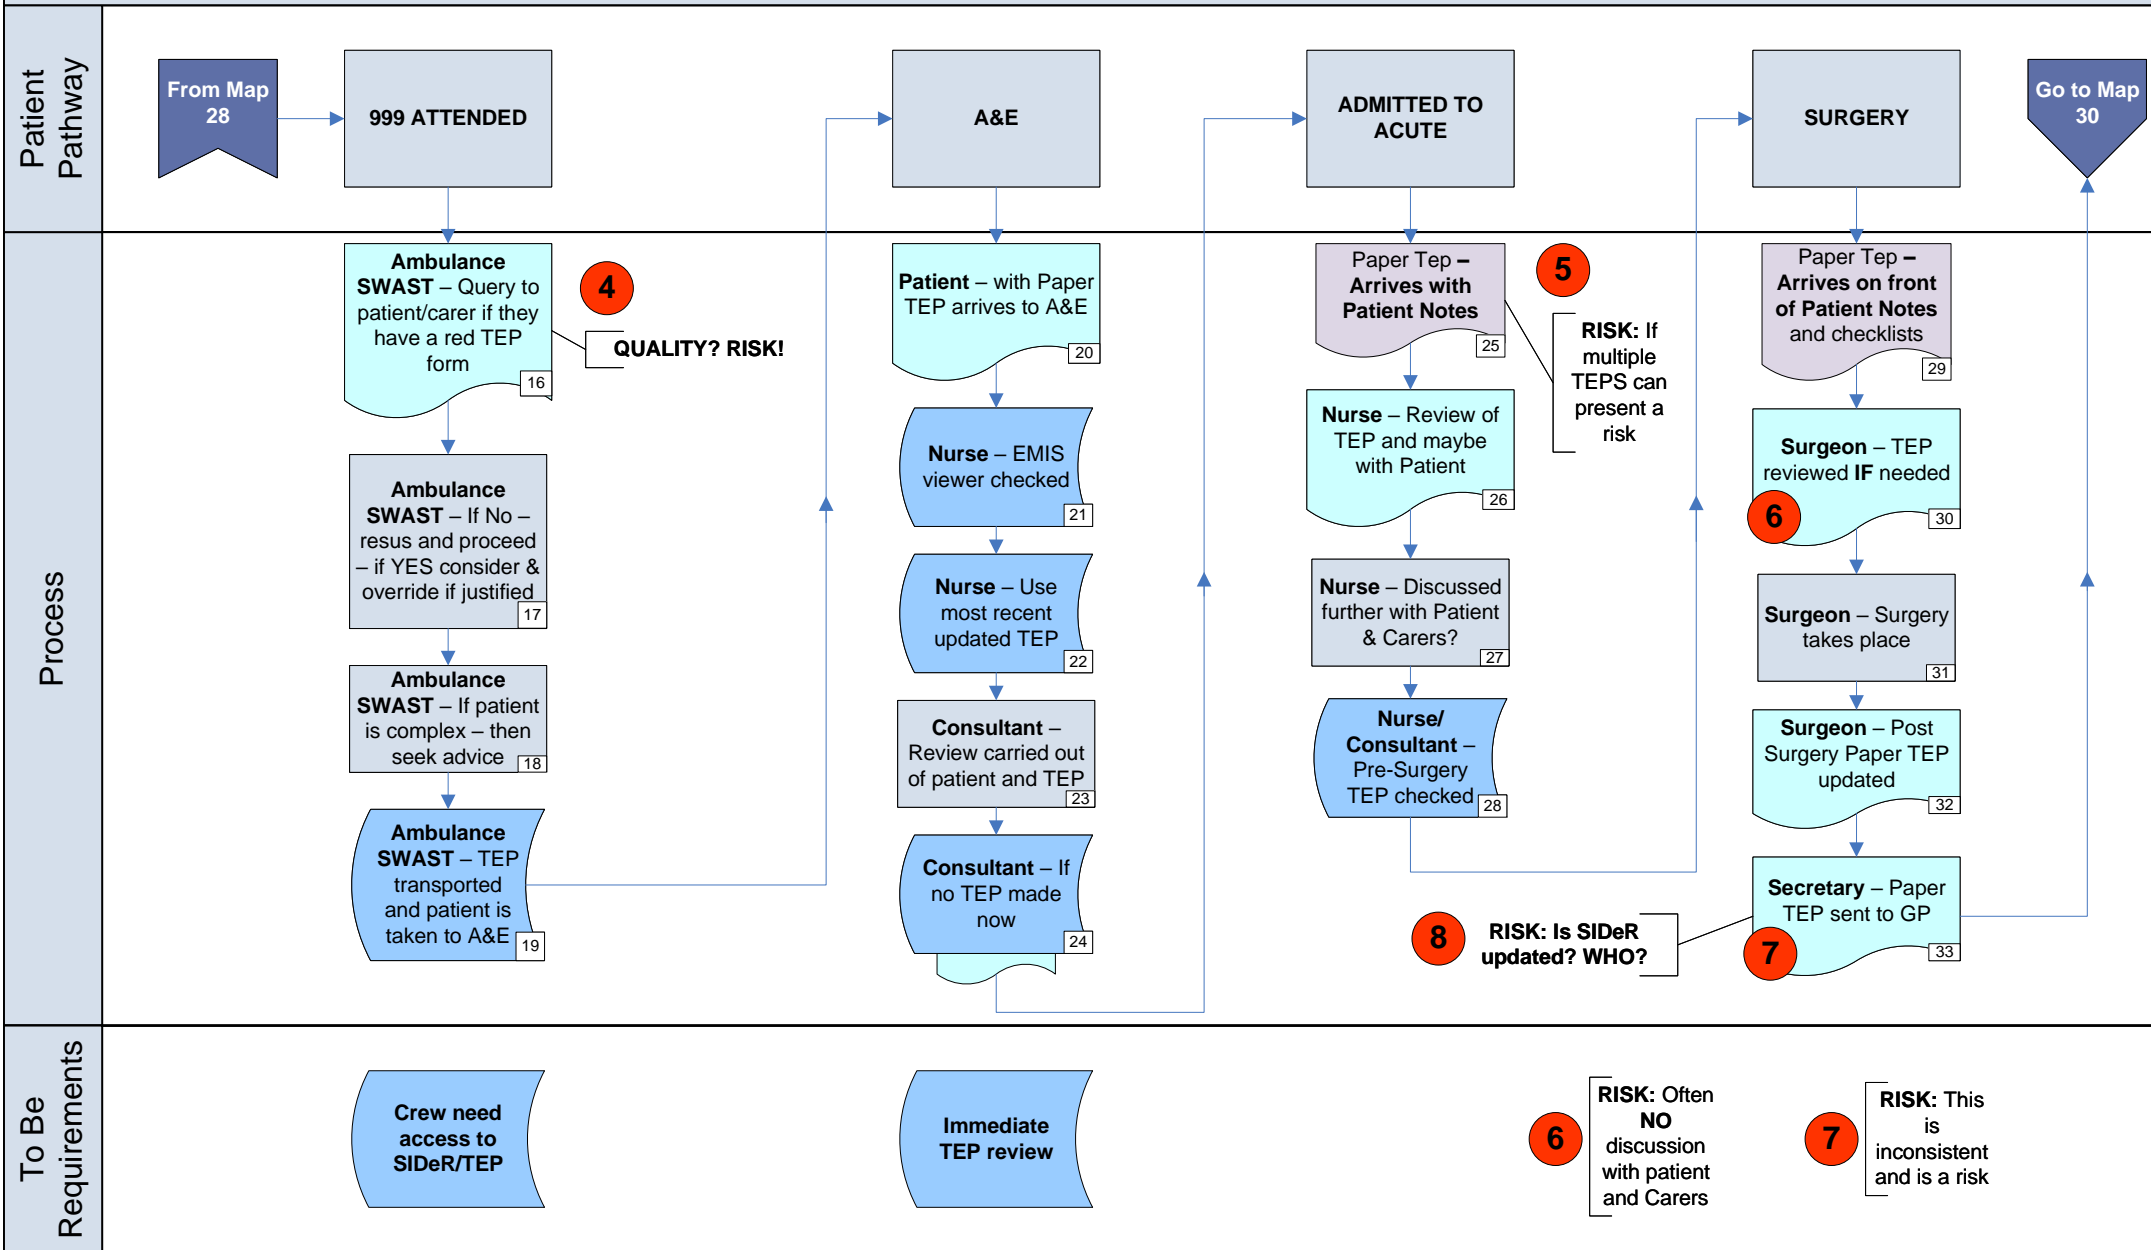 Patient
Pathway
From Map
28
999 ATTENDED
A&E
ADMITTED TO
ACUTE
SURGERY
Go to Map
30
Process
Ambulance
SWAST – Query to
patient/carer if they
have a red TEP
form
16
4
QUALITY? RISK!
Ambulance
SWAST – If No –
resus and proceed
– if YES consider &
override if justified
17
Ambulance
SWAST – If patient
is complex – then
seek advice
18
Ambulance
SWAST – TEP
transported
and patient is
taken to A&E
19
Patient – with Paper
TEP arrives to A&E
20
Nurse – EMIS
viewer checked
21
Nurse – Use
most recent
updated TEP
22
Consultant –
Review carried out
of patient and TEP
23
Consultant – If
no TEP made
now
24
Paper Tep –
Arrives with
Patient Notes
25
5
RISK: If
multiple
TEPS can
present a
risk
Nurse – Review of
TEP and maybe
with Patient
26
Nurse – Discussed
further with Patient
& Carers?
27
Nurse/
Consultant –
Pre-Surgery
TEP checked
28
Paper Tep –
Arrives on front
of Patient Notes
and checklists
29
Surgeon – TEP
reviewed IF needed
6
30
Surgeon – Surgery
takes place
31
Surgeon – Post
Surgery Paper TEP
updated
32
Secretary – Paper
TEP sent to GP
7
33
8
RISK: Is SIDeR
updated? WHO?
To Be
Requirements
Crew need
access to
SIDeR/TEP
Immediate
TEP review
6
RISK: Often
NO
discussion
with patient
and Carers
7
RISK: This
is
inconsistent
and is a risk